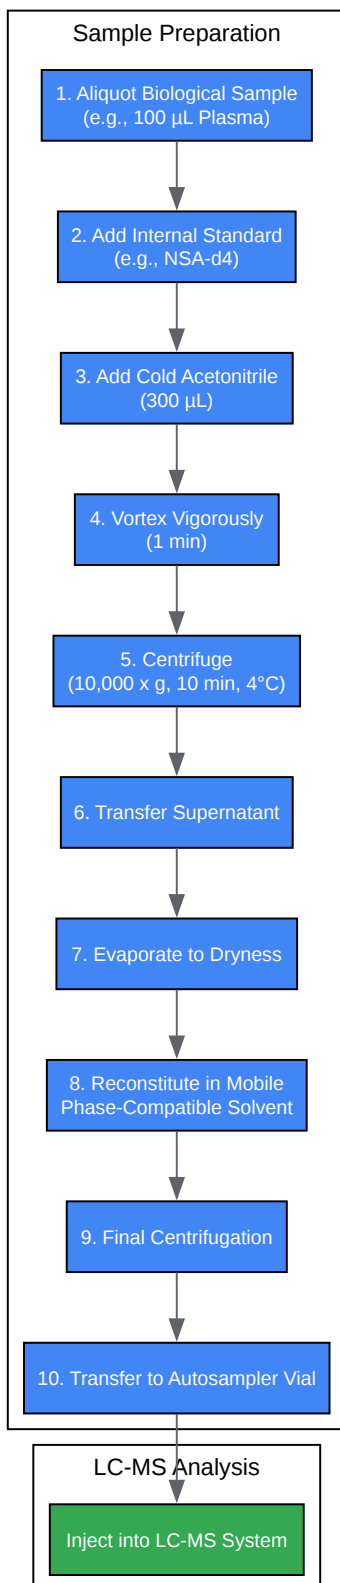 Sample Preparation
1. Aliquot Biological Sample
(e.g., 100 µL Plasma)
2. Add Internal Standard
(e.g., NSA-d4)
3. Add Cold Acetonitrile
(300 µL)
4. Vortex Vigorously
(1 min)
5. Centrifuge
(10,000 x g, 10 min, 4°C)
6. Transfer Supernatant
7. Evaporate to Dryness
8. Reconstitute in Mobile
Phase-Compatible Solvent
9. Final Centrifugation
10. Transfer to Autosampler Vial
LC-MS Analysis
Inject into LC-MS System